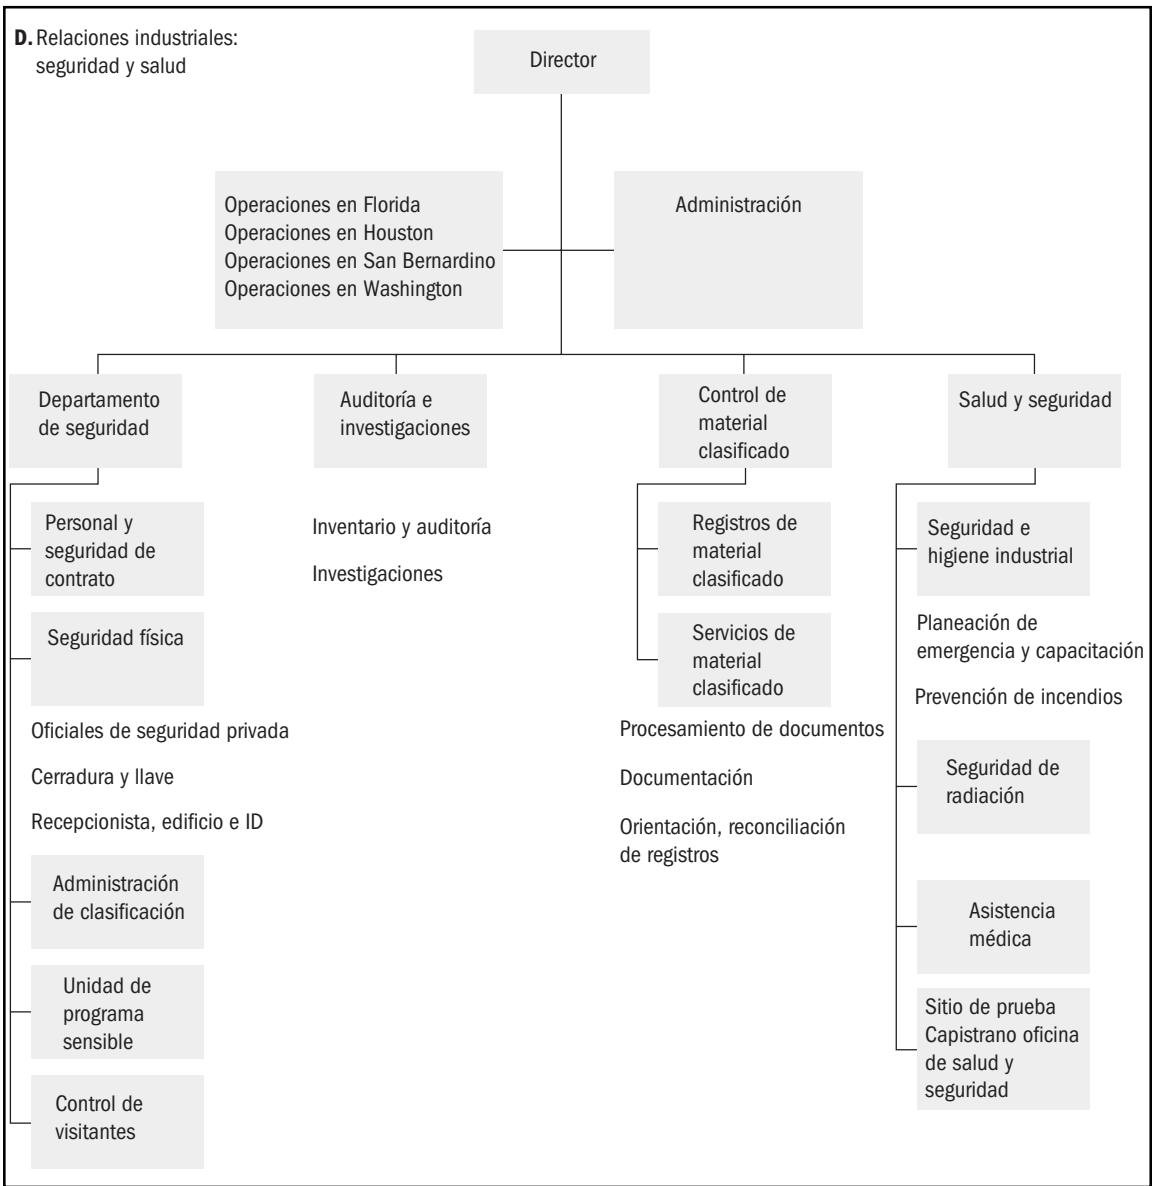 D. Relaciones industriales:
seguridad y salud
Director
Operaciones en Florida
Operaciones en Houston
Operaciones en San Bernardino
Operaciones en Washington
Administración
Departamento
de seguridad
Auditoría e
investigaciones
Control de
material
clasificado
Salud y seguridad
Personal y
seguridad de
contrato
Seguridad física
Oficiales de seguridad privada
Cerradura y llave
Recepcionista, edificio e ID
Administración
de clasificación
Unidad de
programa
sensible
Control de
visitantes
Inventario y auditoría
Investigaciones
Registros de
material
clasificado
Servicios de
material
clasificado
Procesamiento de documentos
Documentación
Orientación, reconciliación
de registros
Seguridad e
higiene industrial
Planeación de
emergencia y capacitación
Prevención de incendios
Seguridad de
radiación
Asistencia
médica
Sitio de prueba
Capistrano oficina
de salud y
seguridad